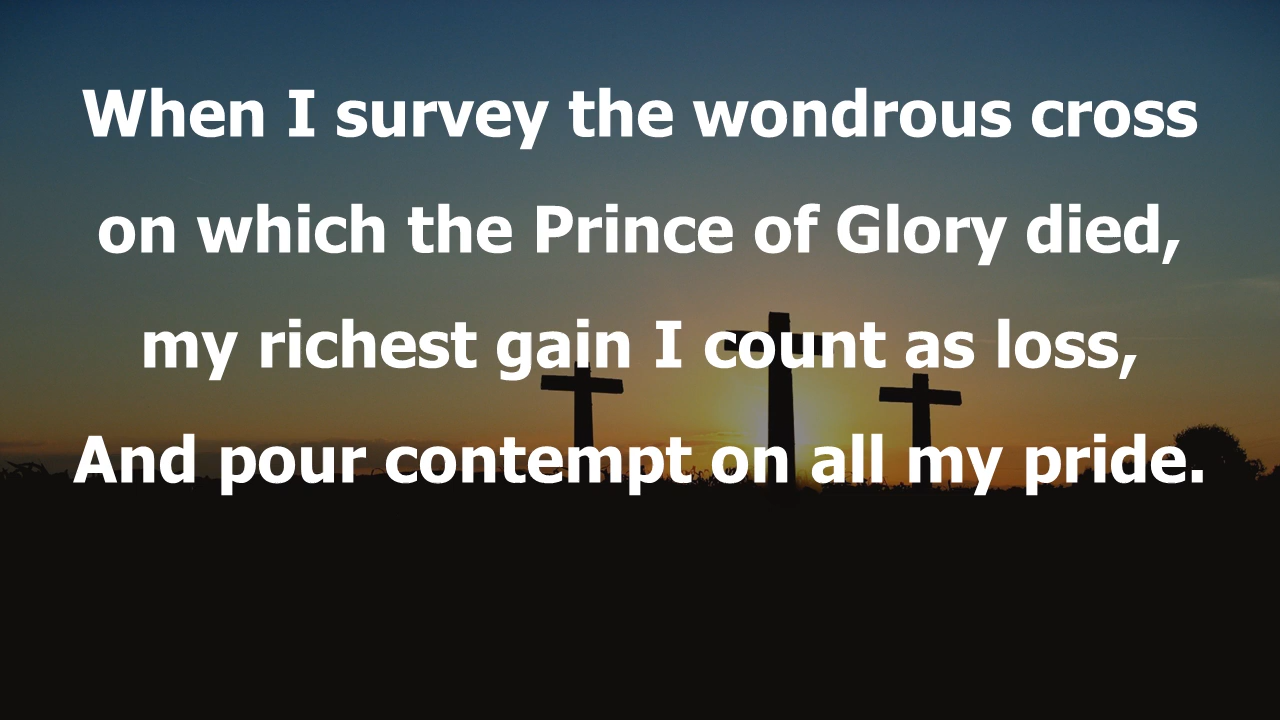 When I survey the wondrous cross
on which the Prince of Glory died,
my richest gain I count as loss,
And pour contempt on all my pride.